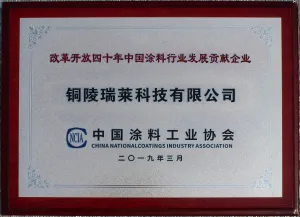 改革开放四十年中国涂料行业发展贡献企业
铜陵瑞莱科技有限公司
NCIA 中国涂料工业协会
CHINA NATIONAL COATINGS INDUSTRY ASSOCIATION
二〇一九年三月